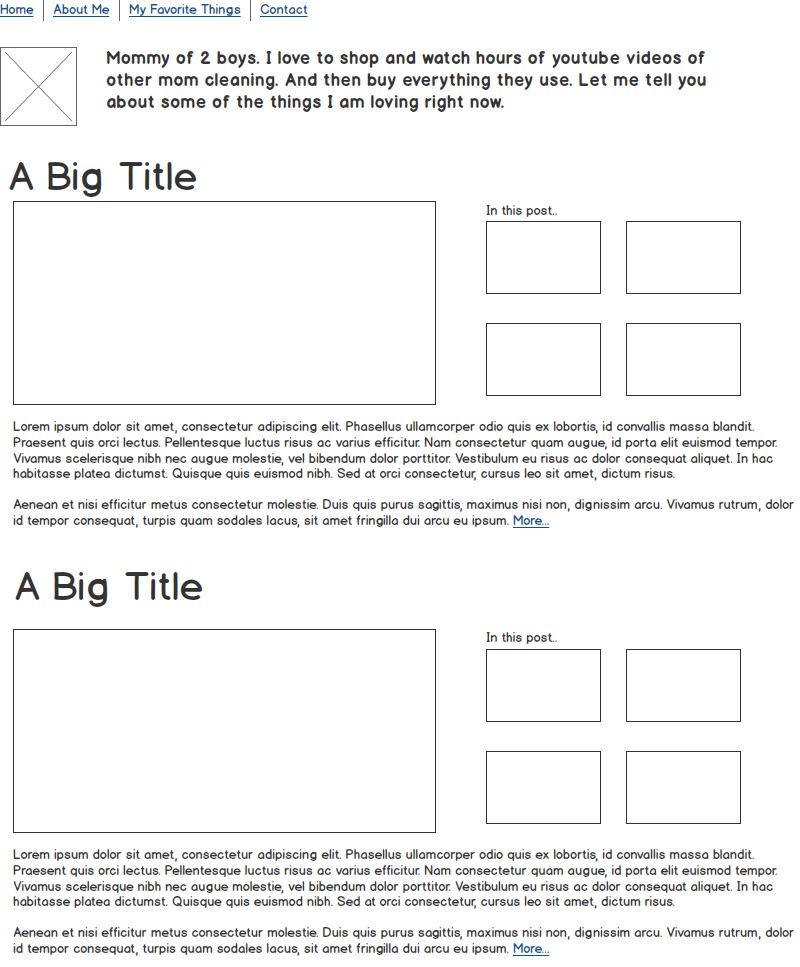 Home About Me My Favorite Things Contact
Mommy of 2 boys. I love to shop and watch hours of youtube videos of
other mom cleaning. And then buy everything they use. Let me tell you
about some of the things I am loving right now.
A Big Title
In this post..
Lorem ipsum dolor sit amet, consectetur adipiscing elit. Phasellus ullamcorper odio quis ex lobortis, id convallis massa blandit.
Praesent quis orci lectus. Pellentesque luctus risus ac varius efficitur. Nam consectetur quam augue, id porta elit euismod tempor.
Vivamus scelerisque nibh nec augue molestie, vel bibendum dolor porttitor. Vestibulum eu risus ac dolor consequat aliquet. In hac
habitasse platea dictumst. Quisque quis euismod nibh. Sed at orci consectetur, cursus leo sit amet, dictum risus.
Aenean et nisi efficitur metus consectetur molestie. Duis quis purus sagittis, maximus nisi non, dignissim arcu. Vivamus rutrum, dolor
id tempor consequat, turpis quam sodales lacus, sit amet fringilla dui arcu eu ipsum. More...
A Big Title
In this post..
Lorem ipsum dolor sit amet, consectetur adipiscing elit. Phasellus ullamcorper odio quis ex lobortis, id convallis massa blandit.
Praesent quis orci lectus. Pellentesque luctus risus ac varius efficitur. Nam consectetur quam augue, id porta elit euismod tempor.
Vivamus scelerisque nibh nec augue molestie, vel bibendum dolor porttitor. Vestibulum eu risus ac dolor consequat aliquet. In hac
habitasse platea dictumst. Quisque quis euismod nibh. Sed at orci consectetur, cursus leo sit amet, dictum risus.
Aenean et nisi efficitur metus consectetur molestie. Duis quis purus sagittis, maximus nisi non, dignissim arcu. Vivamus rutrum, dolor
id tempor consequat, turpis quam sodales lacus, sit amet fringilla dui arcu eu ipsum. More...